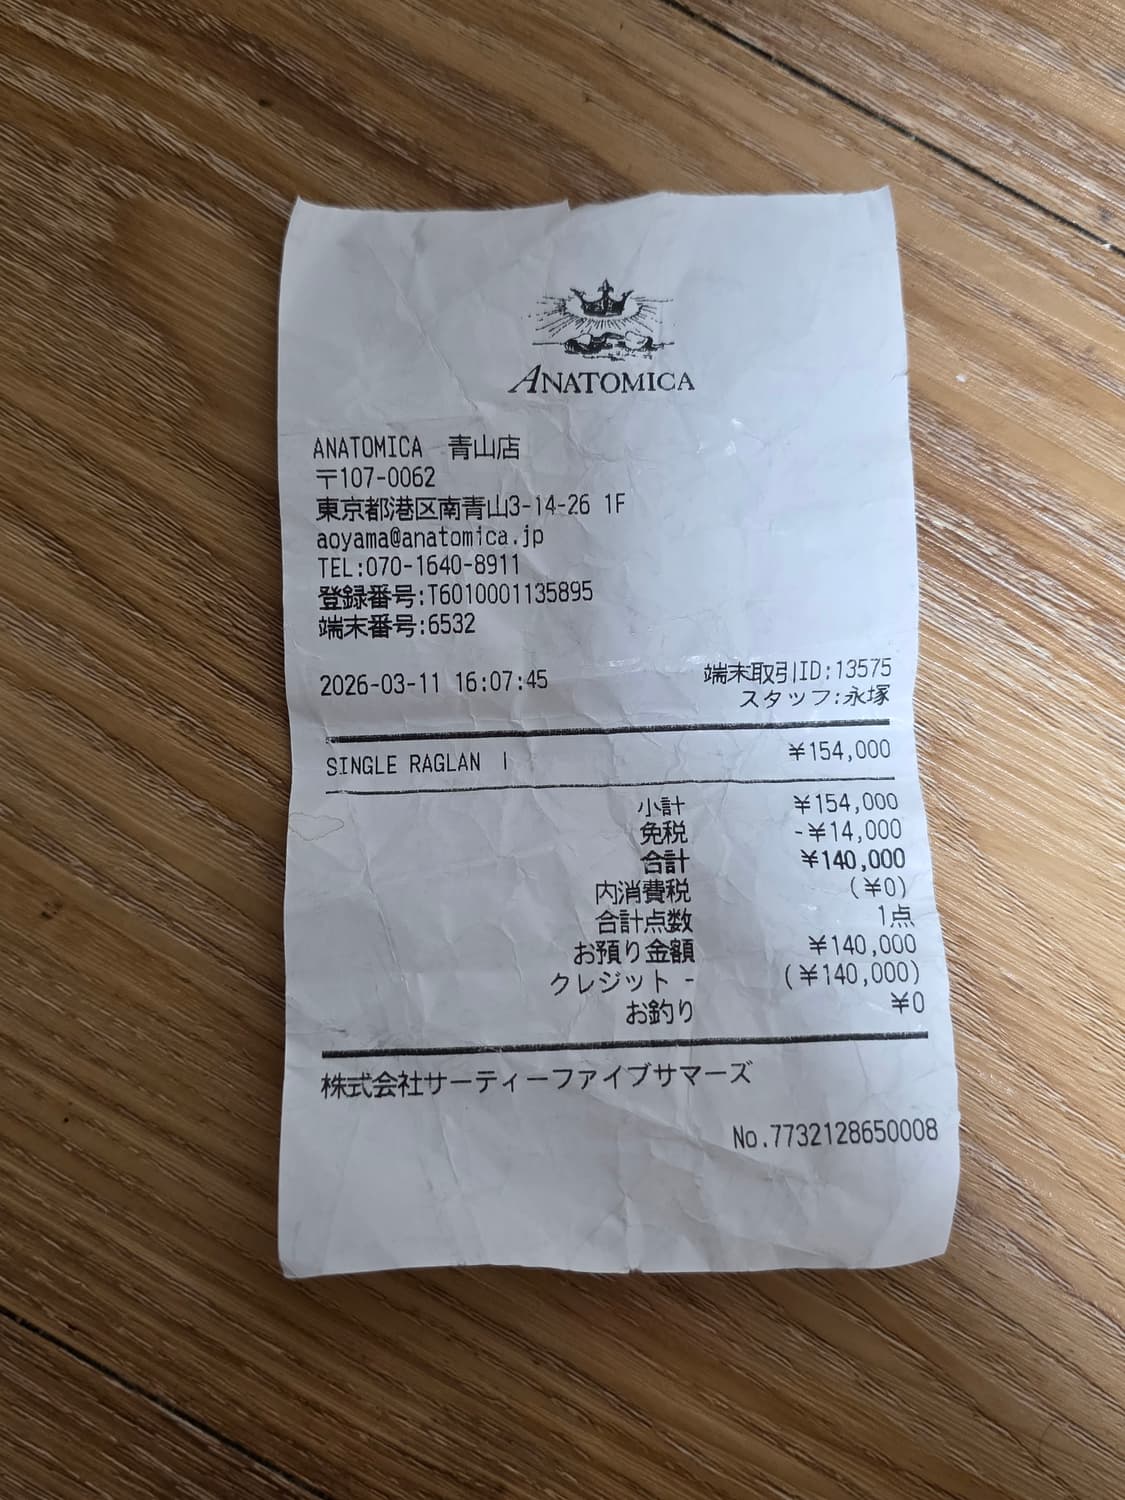 ANATOMICA
ANATOMICA 青山店
〒107-0062
東京都港区南青山3-14-26 1F
aoyama@anatomica.jp
TEL:070-1640-8911
登録番号:T6010001135895
端末番号:6532
2026-03-11 16:07:45 端末取引ID:13575
スタッフ:永塚
SINGLE RAGLAN Ⅰ ¥154,000
小計 ¥154,000
免税 -¥14,000
合計 ¥140,000
内消費税 (¥0)
合計点数 1点
お預り金額 ¥140,000
クレジット - (¥140,000)
お釣り ¥0
株式会社サーティーファイブサマーズ
No.7732128650008